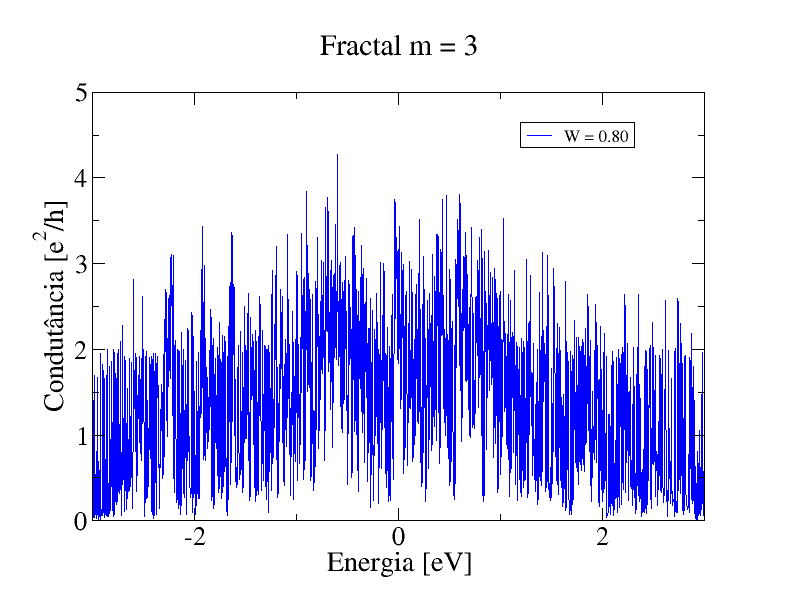 Fractal m = 3
W = 0.80
Condutância [e²/h]
5
4
3
2
1
0
-2
0
2
Energia [eV]